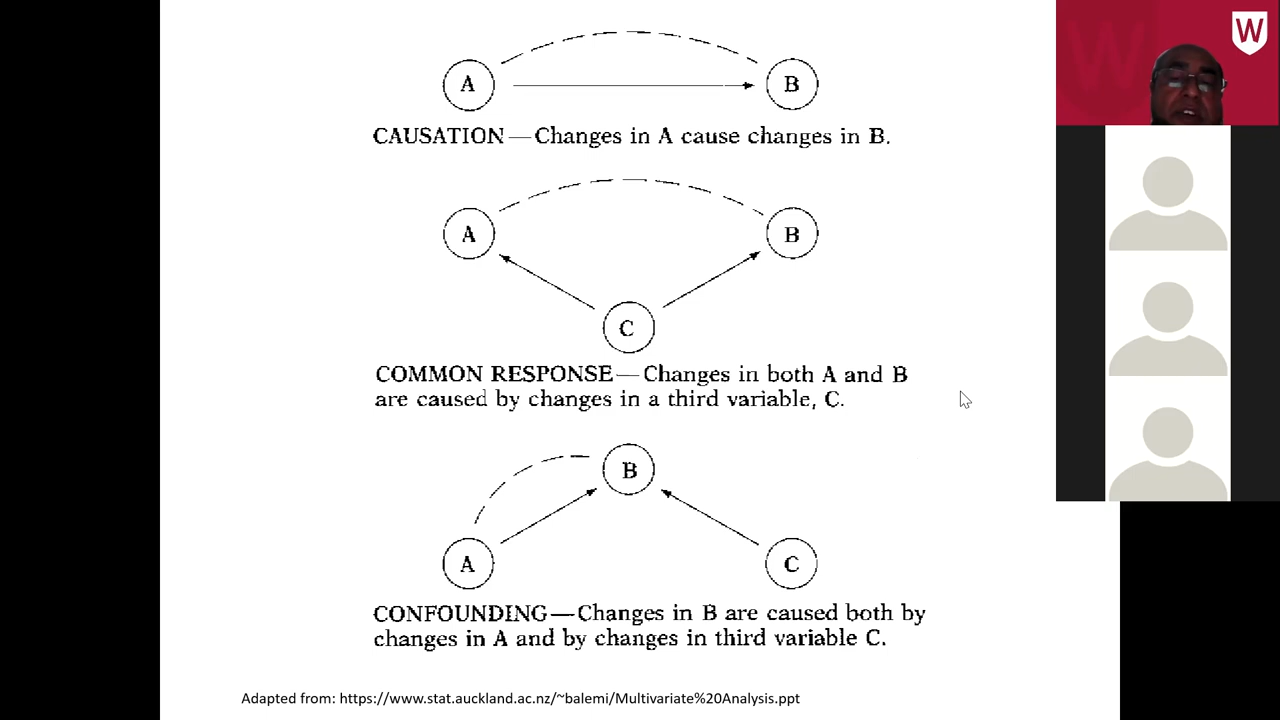 A B
CAUSATION—Changes in A cause changes in B.
A B
C
COMMON RESPONSE—Changes in both A and B
are caused by changes in a third variable, C.
B
A C
CONFOUNDING—Changes in B are caused both by
changes in A and by changes in third variable C.
Adapted from: https://www.stat.auckland.ac.nz/~balemi/Multivariate%20Analysis.ppt
W
W